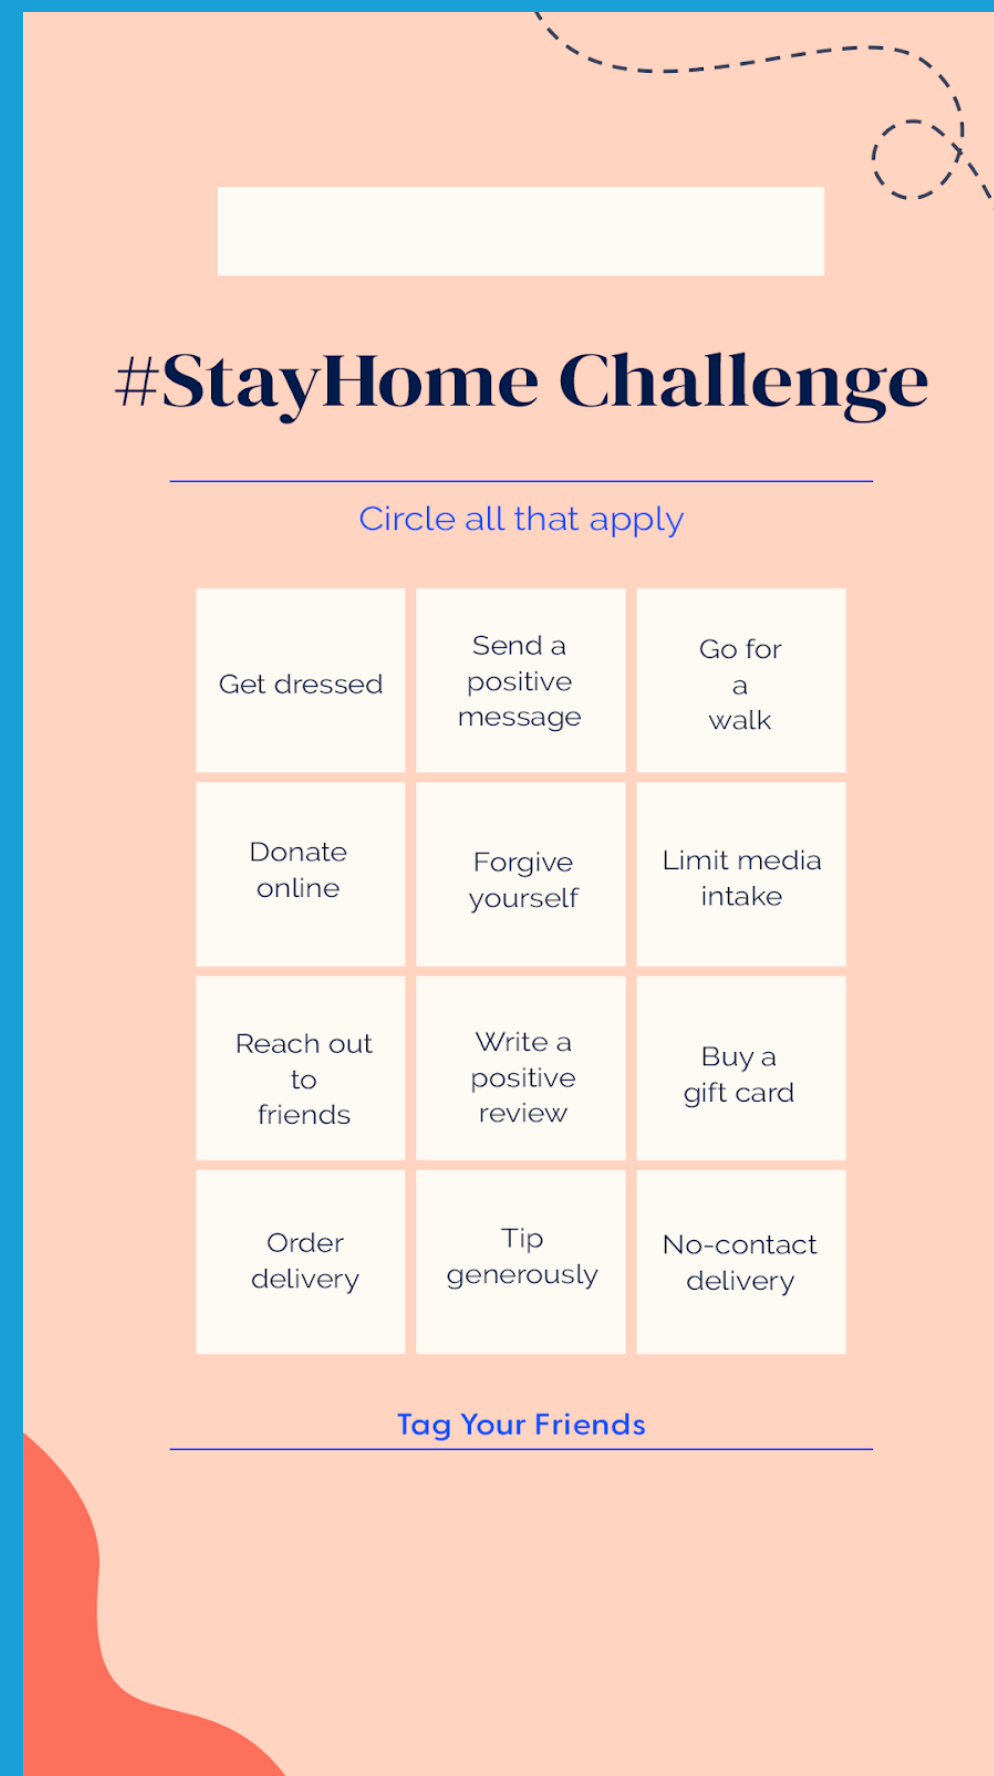 #StayHome Challenge
Circle all that apply
Get dressed
Send a
positive
message
Go for
a
walk
Donate
online
Forgive
yourself
Limit media
intake
Reach out
to
friends
Write a
positive
review
Buy a
gift card
Order
delivery
Tip
generously
No-contact
delivery
Tag Your Friends